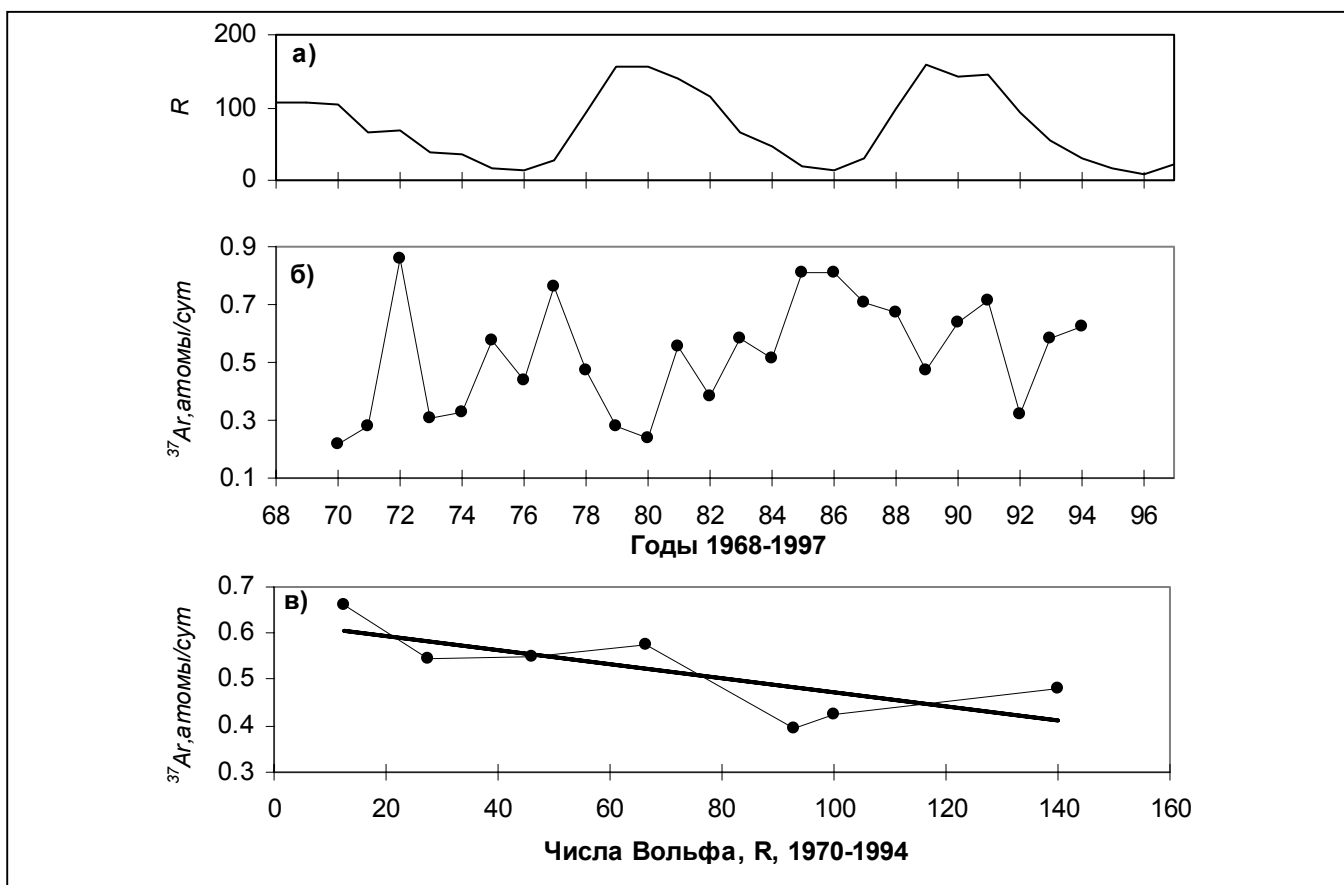 а)
200
100
0
R
б)
0.9
0.7
0.5
0.3
0.1
³⁷Ar,атомы/сут
68 70 72 74 76 78 80 82 84 86 88 90 92 94 96
Годы 1968-1997
в)
0.7
0.6
0.5
0.4
0.3
³⁷Ar,атомы/сут
0 20 40 60 80 100 120 140 160
Числа Вольфа, R, 1970-1994